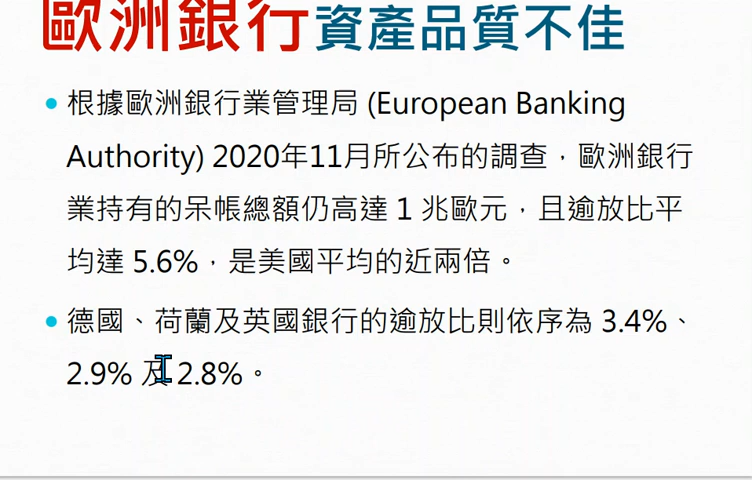 歐洲銀行資產品質不佳
● 根據歐洲銀行業管理局 (European Banking
Authority) 2020年11月所公布的調查，歐洲銀行
業持有的呆帳總額仍高達 1 兆歐元，且逾放比平
均達 5.6%，是美國平均的近兩倍。
● 德國、荷蘭及英國銀行的逾放比則依序為 3.4%、
2.9% 及 2.8%。